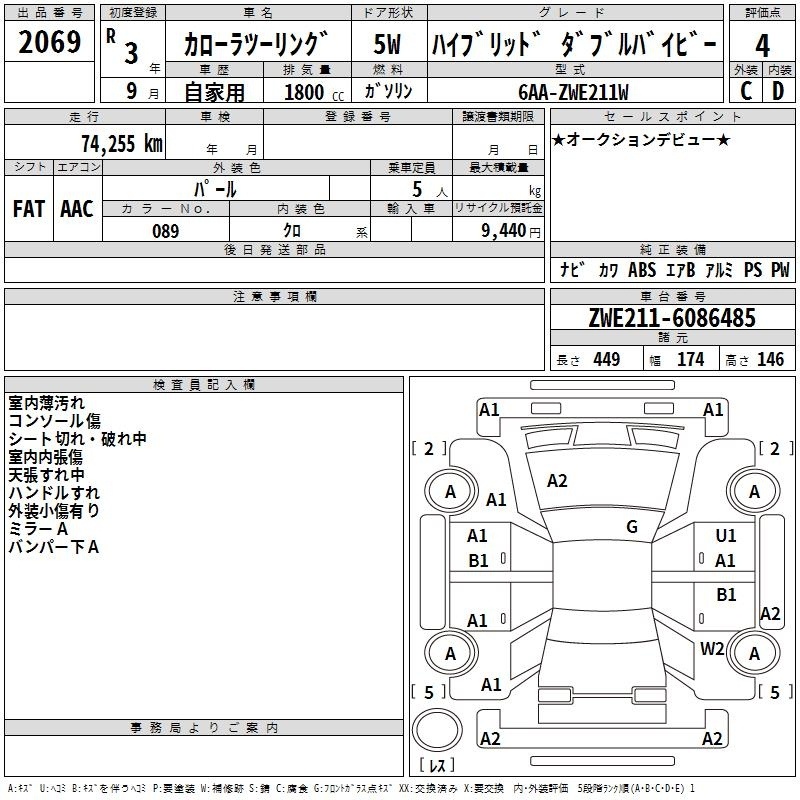 出品番号 初度登録 車名 ドア形状 グレード 評価点
2069 R 3 年 カローラツーリング 5W ハイブリッド ダブルバイビー 4
車歴 排気量 燃料 型式 外装 内装
9 月 自家用 1800 CC ガソリン 6AA-ZWE211W C D
走行 車検 登録番号 譲渡書類期限 セールスポイント
74,255 km 年 月 月 日 ★オークションデビュー★
シフト エアコン 外装色 乗車定員 最大積載量
FAT AAC パール 5 人 kg
カラーNo. 内装色 輸入車 リサイクル預託金
089 クロ 系 9,440 円
後日発送部品 純正装備
ナビ カワ ABS エアB アルミ PS PW
注意事項欄 車台番号
ZWE211-6086485
諸元
長さ 449 幅 174 高さ 146
検査員記入欄
室内薄汚れ
コンソール傷
シート切れ・破れ中
室内内張傷
天張すれ中
ハンドルすれ
外装小傷有り
ミラーA
バンパー下A
事務局よりご案内
A1 A1
[ 2 ] [ 2 ]
A A2 A
A1
G
A1 U1
B1 A1
B1
A1 A2
A W2 A
[ 5 ] A1 [ 5 ]
A2 A2
[ レス ]
A:キズ U:ヘコミ B:キズを伴うヘコミ P:要塗装 W:補修跡 S:錆 C:腐食 G:フロントガラス点キズ XX:交換済み X:要交換 内・外装評価 5段階ランク順(A・B・C・D・E) 1